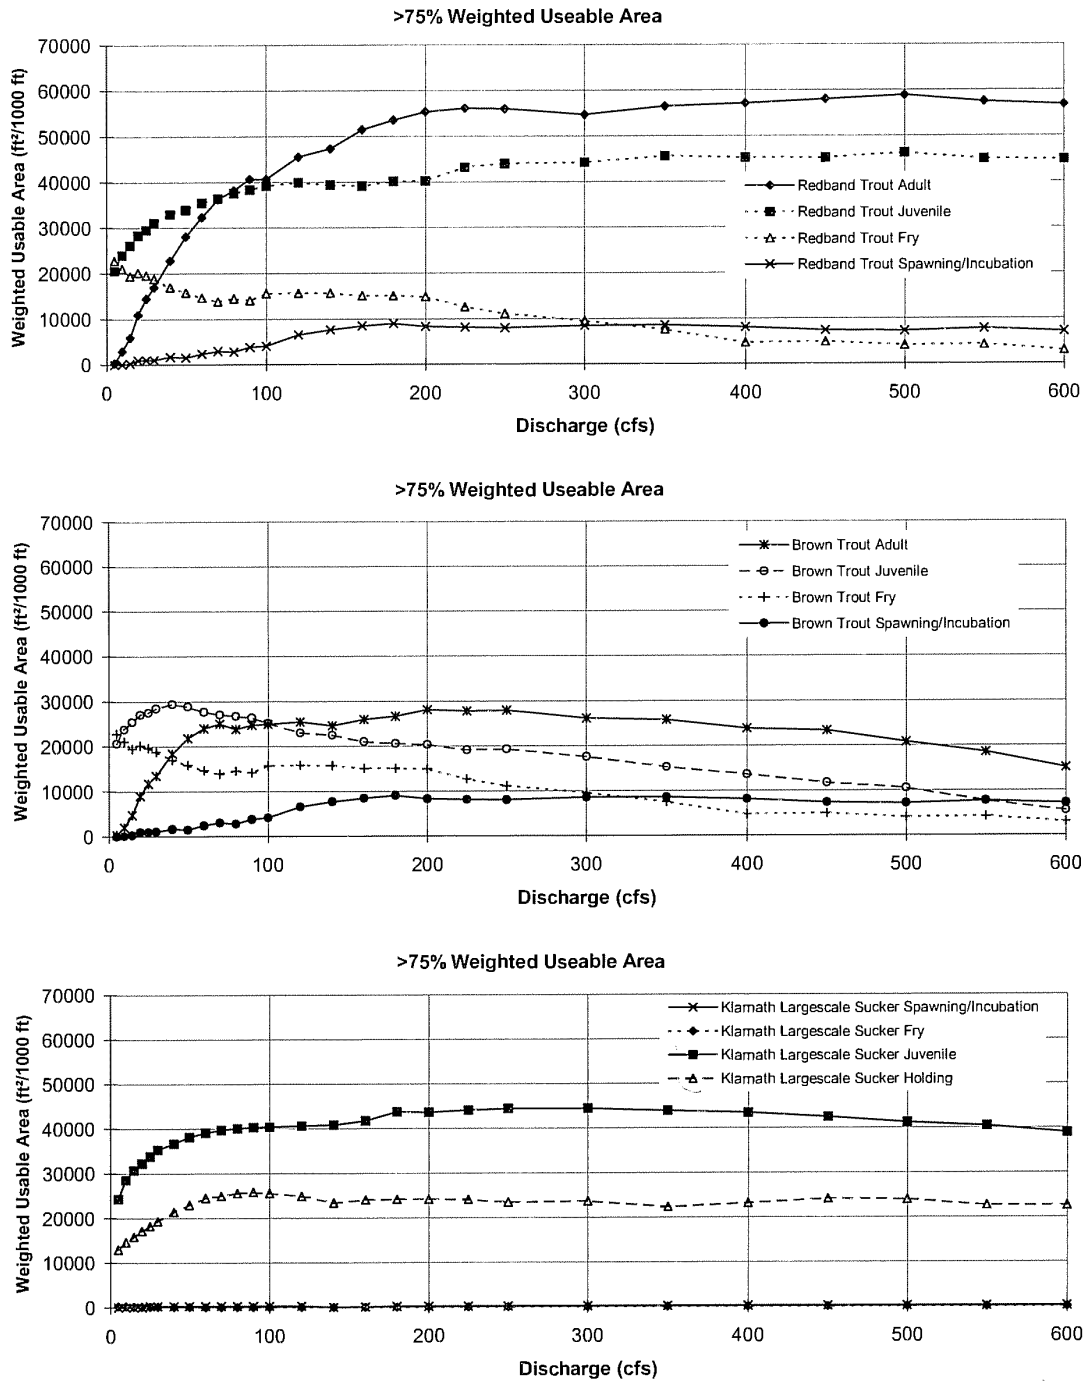 >75% Weighted Useable Area
70000
60000
50000
40000
30000
20000
10000
0
Weighted Usable Area (ft²/1000 ft)
Redband Trout Adult
Redband Trout Juvenile
Redband Trout Fry
Redband Trout Spawning/Incubation
0 100 200 300 400 500 600
Discharge (cfs)
>75% Weighted Useable Area
70000
60000
50000
40000
30000
20000
10000
0
Weighted Usable Area (ft²/1000 ft)
Brown Trout Adult
Brown Trout Juvenile
Brown Trout Fry
Brown Trout Spawning/Incubation
0 100 200 300 400 500 600
Discharge (cfs)
>75% Weighted Useable Area
70000
60000
50000
40000
30000
20000
10000
0
Weighted Usable Area (ft²/1000 ft)
Klamath Largescale Sucker Spawning/Incubation
Klamath Largescale Sucker Fry
Klamath Largescale Sucker Juvenile
Klamath Largescale Sucker Holding
0 100 200 300 400 500 600
Discharge (cfs)